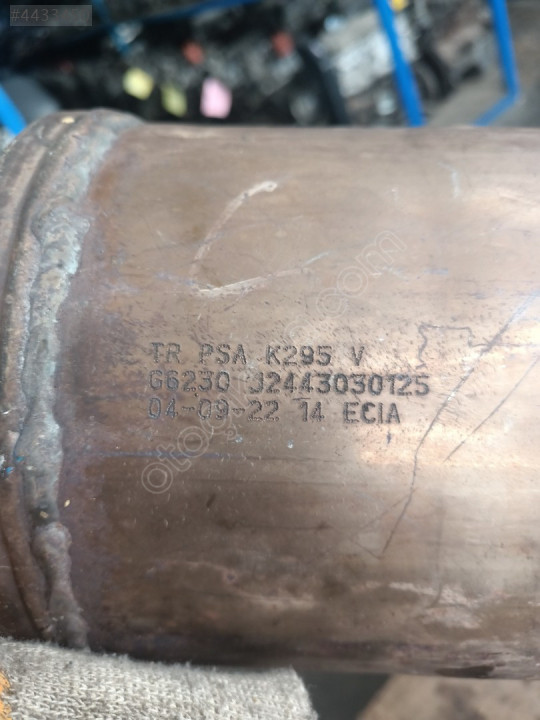 #4433
TR PSA K295 V
G6230 J2443030125
04-09-22 14 ECIA